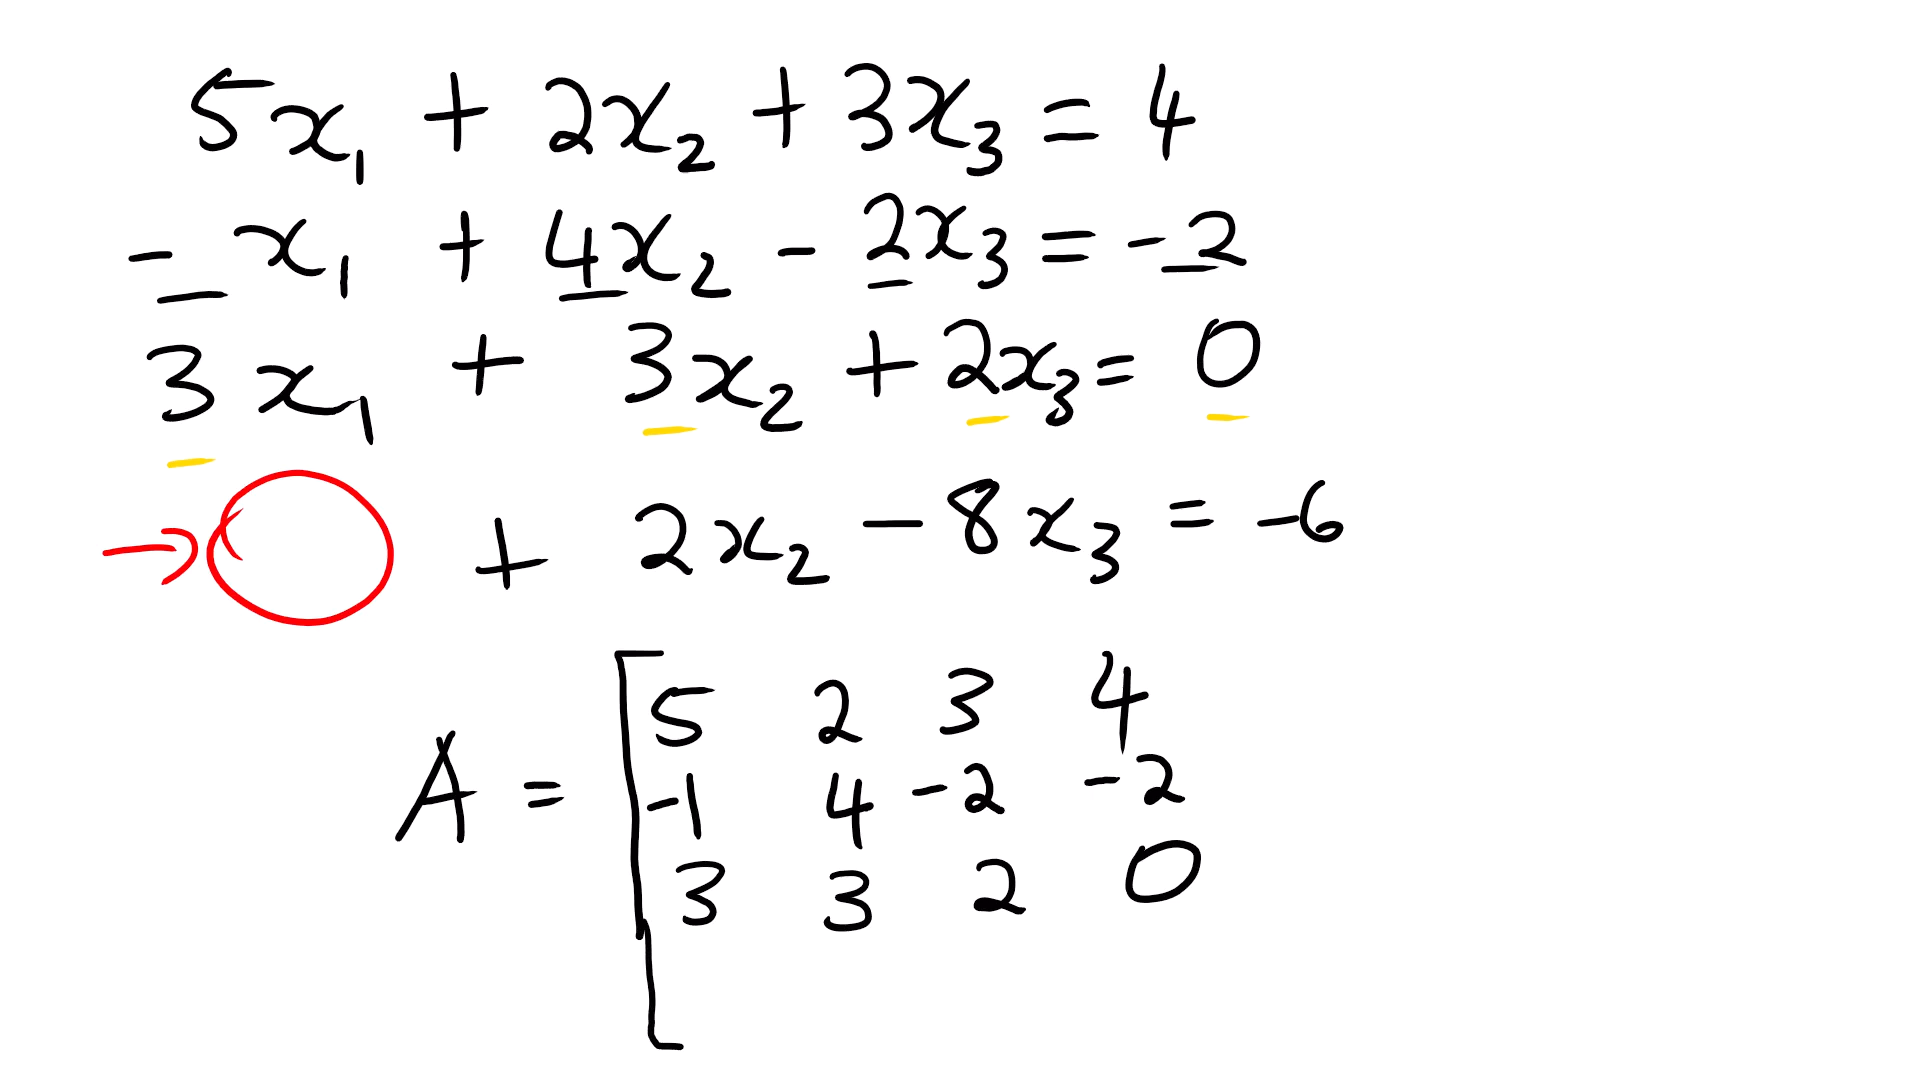 5x₁ + 2x₂ + 3x₃ = 4
- x₁ + 4x₂ - 2x₃ = -2
3x₁ + 3x₂ + 2x₃ = 0
+ 2x₂ - 8x₃ = -6
A = [ 5 2 3 4
-1 4 -2 -2
3 3 2 0